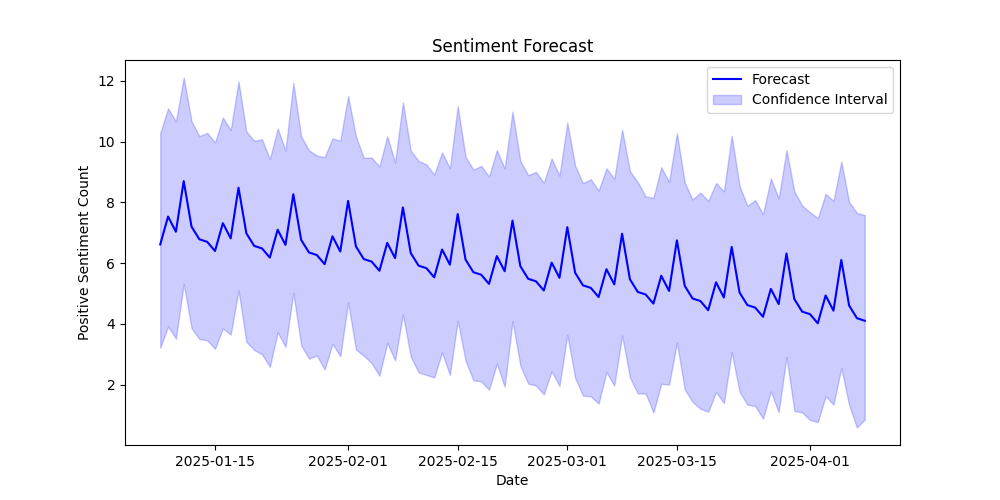 Sentiment Forecast
Forecast
Confidence Interval
Positive Sentiment Count
12
10
8
6
4
2
2025-01-15
2025-02-01
2025-02-15
2025-03-01
2025-03-15
2025-04-01
Date